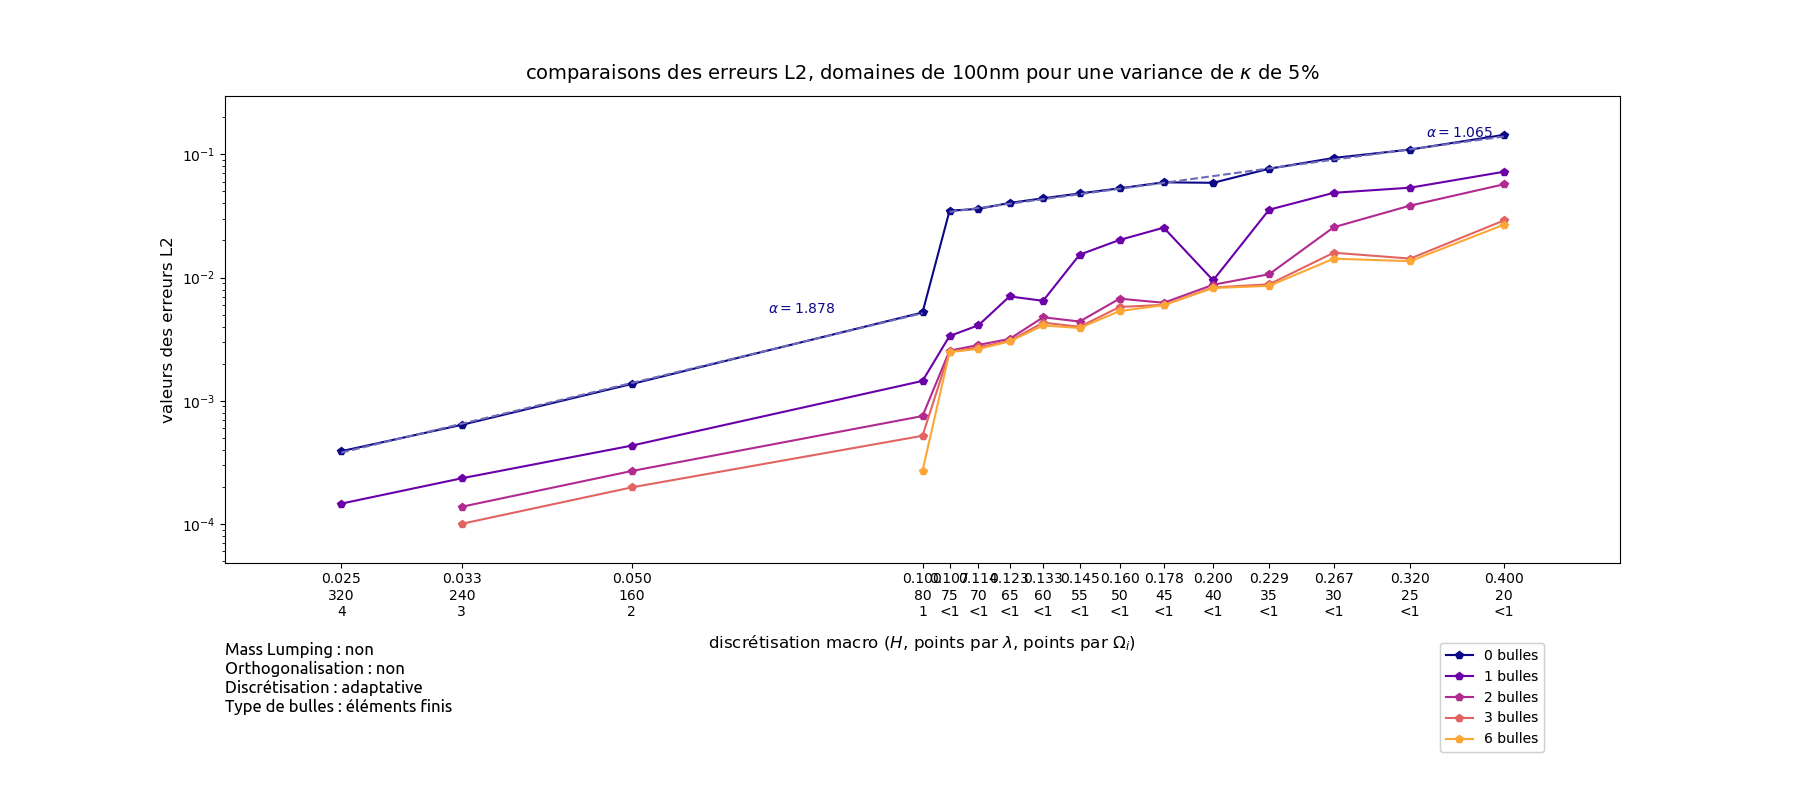 comparaisons des erreurs L2, domaines de 100nm pour une variance de κ de 5%
valeurs des erreurs L2
10⁻¹
10⁻²
10⁻³
10⁻⁴
α = 1.065
α = 1.878
0.025 0.033 0.050 0.100 0.107 0.114 0.123 0.133 0.145 0.160 0.178 0.200 0.229 0.267 0.320 0.400
320 240 160 80 75 70 65 60 55 50 45 40 35 30 25 20
4 3 2 1 <1 <1 <1 <1 <1 <1 <1 <1 <1 <1 <1 <1
discrétisation macro (H, points par λ, points par Ωᵢ)
Mass Lumping : non
Orthogonalisation : non
Discrétisation : adaptative
Type de bulles : éléments finis
0 bulles
1 bulles
2 bulles
3 bulles
6 bulles